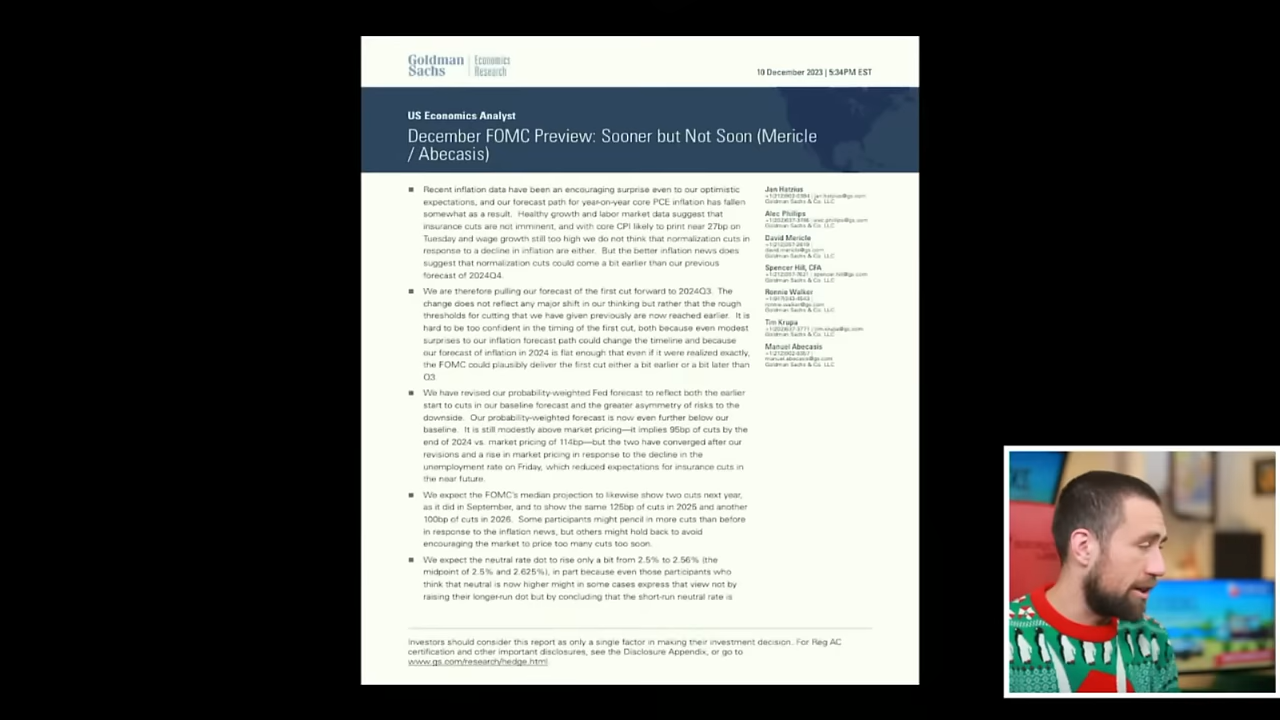 Goldman
Sachs
Economics
Research
10 December 2023 | 5:34PM EST
US Economics Analyst
December FOMC Preview: Sooner but Not Soon (Mericle
/ Abecasis)
■ Recent inflation data have been an encouraging surprise even to our optimistic
expectations, and our forecast path for year-on-year core PCE inflation has fallen
somewhat as a result. Healthy growth and labor market data suggest that
insurance cuts are not imminent, and with core CPI likely to print near 27bp on
Tuesday and wage growth still too high we do not think that normalization cuts in
response to a decline in inflation are either. But the better inflation news does
suggest that normalization cuts could come a bit earlier than our previous
forecast of 2024Q4.
■ We are therefore pulling our forecast of the first cut forward to 2024Q3. The
change does not reflect any major shift in our thinking but rather that the rough
thresholds for cutting that we have given previously are now reached earlier. It is
hard to be too confident in the timing of the first cut, both because even modest
surprises to our inflation forecast path could change the timeline and because
our forecast of inflation in 2024 is flat enough that even if it were realized exactly,
the FOMC could plausibly deliver the first cut either a bit earlier or a bit later than
Q3.
■ We have revised our probability-weighted Fed forecast to reflect both the earlier
start to cuts in our baseline forecast and the greater asymmetry of risks to the
downside. Our probability-weighted forecast is now even further below our
baseline. It is still modestly above market pricing—it implies 95bp of cuts by the
end of 2024 vs. market pricing of 114bp—but the two have converged after our
revisions and a rise in market pricing in response to the decline in the
unemployment rate on Friday, which reduced expectations for insurance cuts in
the near future.
■ We expect the FOMC's median projection to likewise show two cuts next year,
as it did in September, and to show the same 125bp of cuts in 2025 and another
100bp of cuts in 2026. Some participants might pencil in more cuts than before
in response to the inflation news, but others might hold back to avoid
encouraging the market to price too many cuts too soon.
■ We expect the neutral rate dot to rise only a bit from 2.5% to 2.56% (the
midpoint of 2.5% and 2.625%), in part because even those participants who
think that neutral is now higher might in some cases express that view not by
raising their longer-run dot but by concluding that the short-run neutral rate is
Jan Hatzius
Goldman Sachs & Co. LLC
Alec Phillips
Goldman Sachs & Co. LLC
David Mericle
Goldman Sachs & Co. LLC
Spencer Hill, CFA
Goldman Sachs & Co. LLC
Ronnie Walker
Goldman Sachs & Co. LLC
Tim Krupa
Goldman Sachs & Co. LLC
Manuel Abecasis
Goldman Sachs & Co. LLC
Investors should consider this report as only a single factor in making their investment decision. For Reg AC
certification and other important disclosures, see the Disclosure Appendix, or go to
www.gs.com/research/hedge.html.